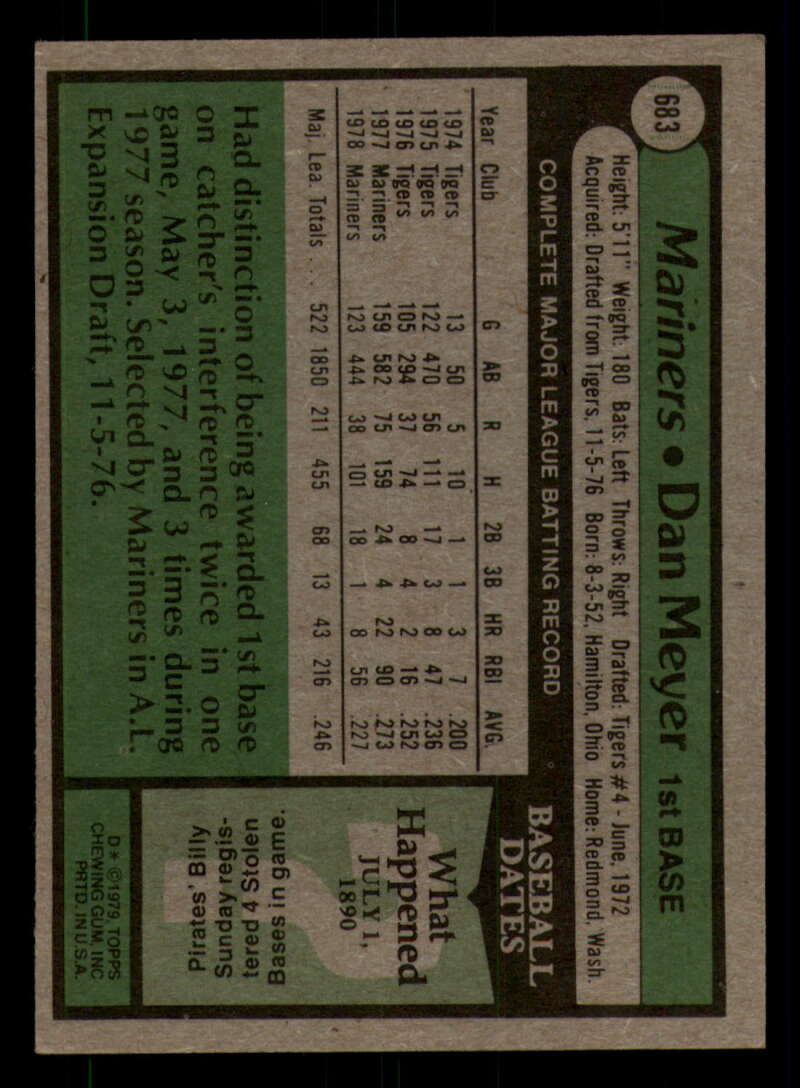 683
Mariners • Dan Meyer 1st BASE
Height: 5'11" Weight: 180 Bats: Left Throws: Right Drafted: Tigers #4 - June, 1972
Acquired: Drafted from Tigers, 11-5-76 Born: 8-3-52, Hamilton, Ohio Home: Redmond, Wash.
COMPLETE MAJOR LEAGUE BATTING RECORD
Year Club G AB R H 2B 3B HR RBI AVG.
1974 Tigers 13 50 5 10 1 1 3 7 .200
1975 Tigers 122 470 56 111 17 3 8 47 .236
1976 Tigers 105 294 37 74 8 4 2 16 .252
1977 Mariners 159 582 75 159 24 4 22 90 .273
1978 Mariners 123 444 38 101 18 1 8 56 .227
Maj. Lea. Totals . . . 522 1850 211 455 68 13 43 216 .246
Had distinction of being awarded 1st base
on catcher's interference twice in one
game, May 3, 1977, and 3 times during
1977 season. Selected by Mariners in A.L.
Expansion Draft, 11-5-76.
BASEBALL
DATES
What
Happened
JULY 1,
1890
Pirates' Billy
Sunday regis-
tered 4 Stolen
Bases in game.
D* ©1979, TOPPS
CHEWING GUM, INC
PRTD. IN U.S.A.